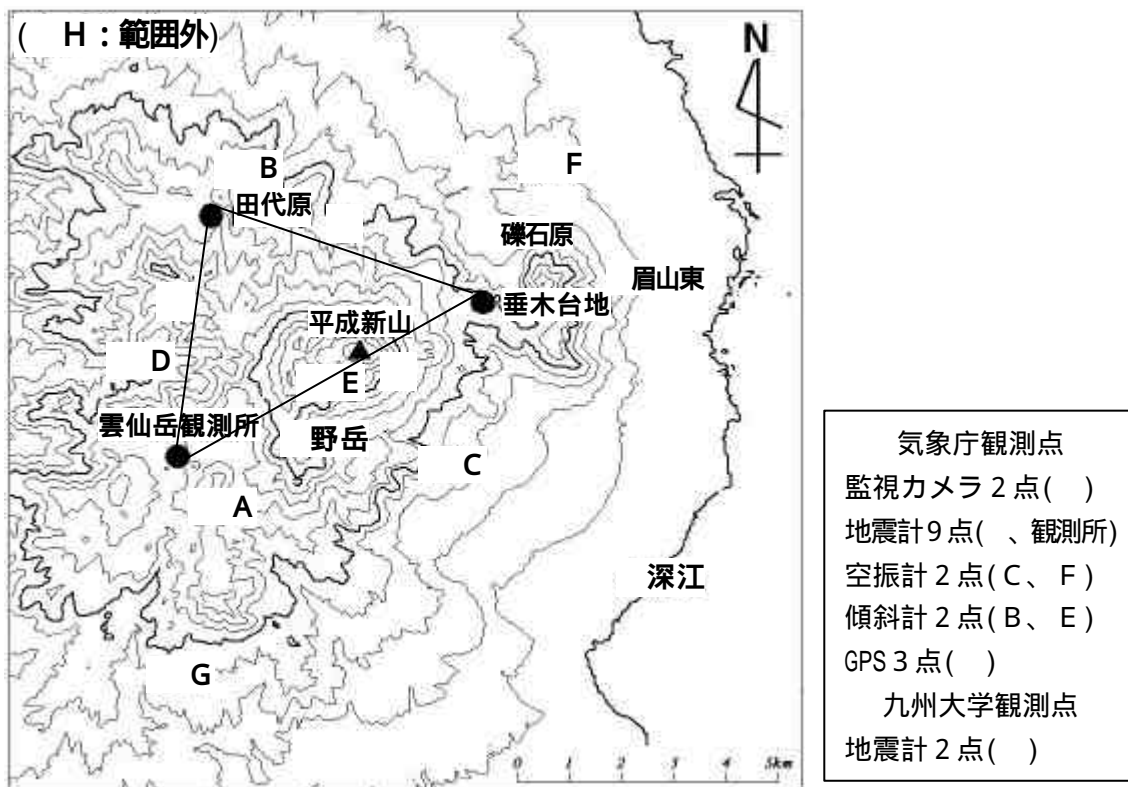 (　H：範囲外)
N
B
F
田代原
礫石原
眉山東
垂木台地
平成新山
D
E
雲仙岳観測所
野岳
C
A
深江
G
0 1 2 3 4 5km
気象庁観測点
監視カメラ２点(　)
地震計９点(　、観測所)
空振計２点(Ｃ、Ｆ)
傾斜計２点(Ｂ、Ｅ)
GPS３点(　)
九州大学観測点
地震計２点(　)